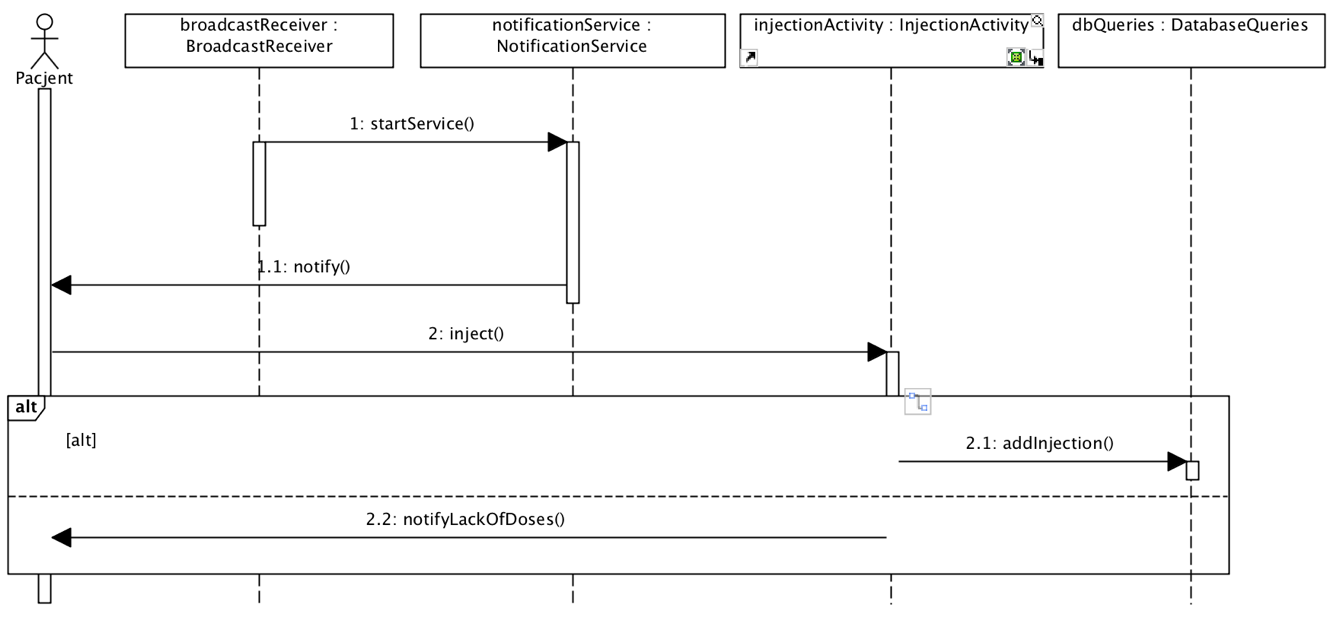 Pacjent
broadcastReceiver :
BroadcastReceiver
notificationService :
NotificationService
injectionActivity : InjectionActivity
dbQueries : DatabaseQueries
1: startService()
1.1: notify()
2: inject()
alt
[alt]
2.1: addInjection()
2.2: notifyLackOfDoses()